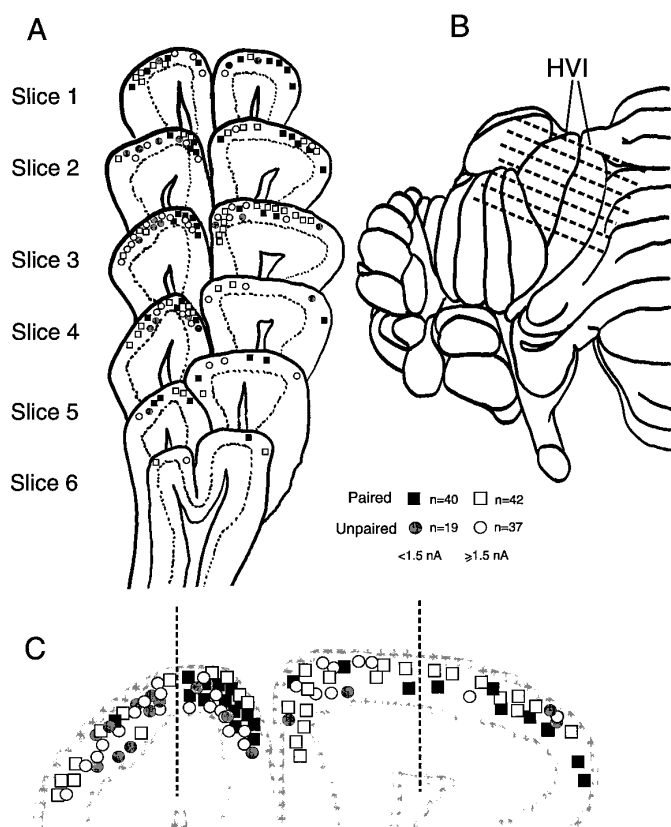 A
B
HVI
Slice 1
Slice 2
Slice 3
Slice 4
Slice 5
Slice 6
Paired n=40 n=42
Unpaired n=19 n=37
<1.5 nA ⩾1.5 nA
C